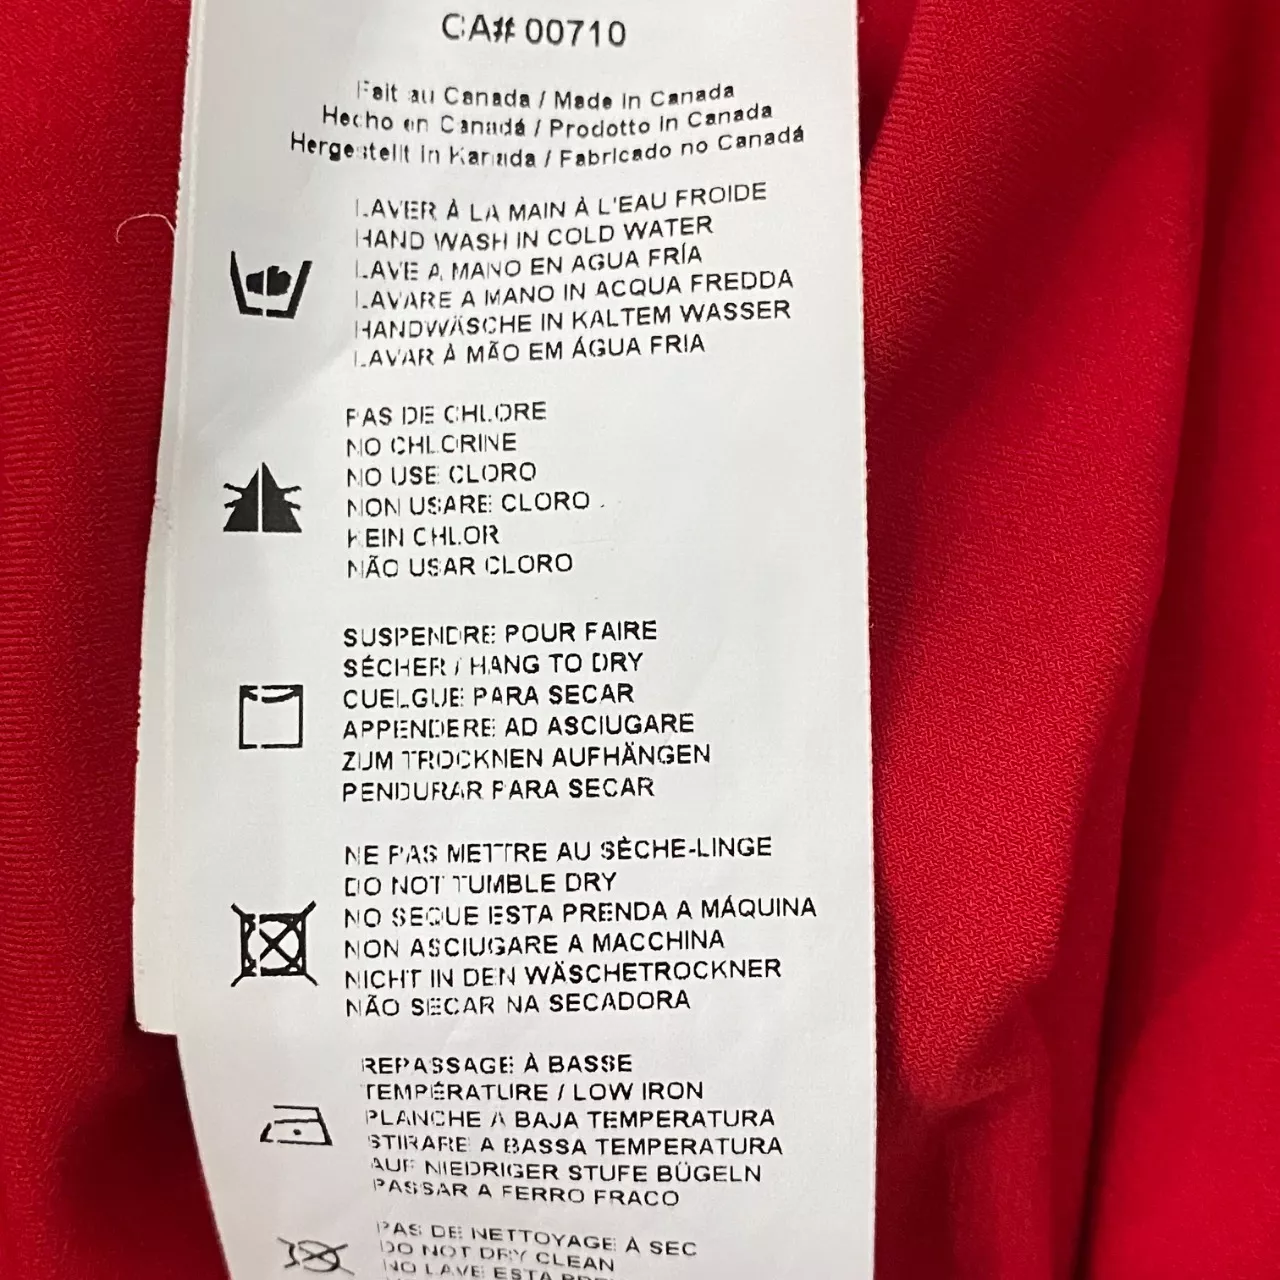 CA# 00710
Fait au Canada / Made in Canada
Hecho en Canadá / Prodotto in Canada
Hergestellt in Kanada / Fabricado no Canadá
LAVER À LA MAIN À L'EAU FROIDE
HAND WASH IN COLD WATER
LAVE A MANO EN AGUA FRÍA
LAVARE A MANO IN ACQUA FREDDA
HANDWÄSCHE IN KALTEM WASSER
LAVAR À MÃO EM ÁGUA FRIA
PAS DE CHLORE
NO CHLORINE
NO USE CLORO
NON USARE CLORO
KEIN CHLOR
NÃO USAR CLORO
SUSPENDRE POUR FAIRE
SÉCHER / HANG TO DRY
CUELGUE PARA SECAR
APPENDERE AD ASCIUGARE
ZUM TROCKNEN AUFHÄNGEN
PENDURAR PARA SECAR
NE PAS METTRE AU SÈCHE-LINGE
DO NOT TUMBLE DRY
NO SEQUE ESTA PRENDA A MÁQUINA
NON ASCIUGARE A MACCHINA
NICHT IN DEN WÄSCHETROCKNER
NÃO SECAR NA SECADORA
REPASSAGE À BASSE
TEMPÉRATURE / LOW IRON
PLANCHE A BAJA TEMPERATURA
STIRARE A BASSA TEMPERATURA
AUF NIEDRIGER STUFE BÜGELN
PASSAR A FERRO FRACO
PAS DE NETTOYAGE À SEC
DO NOT DRY CLEAN
NO LAVE ESTA